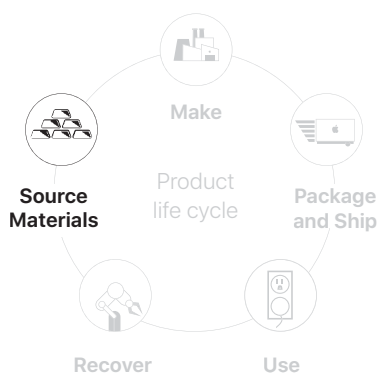 Make
Source
Materials
Product
life cycle
Package
and Ship
Recover
Use